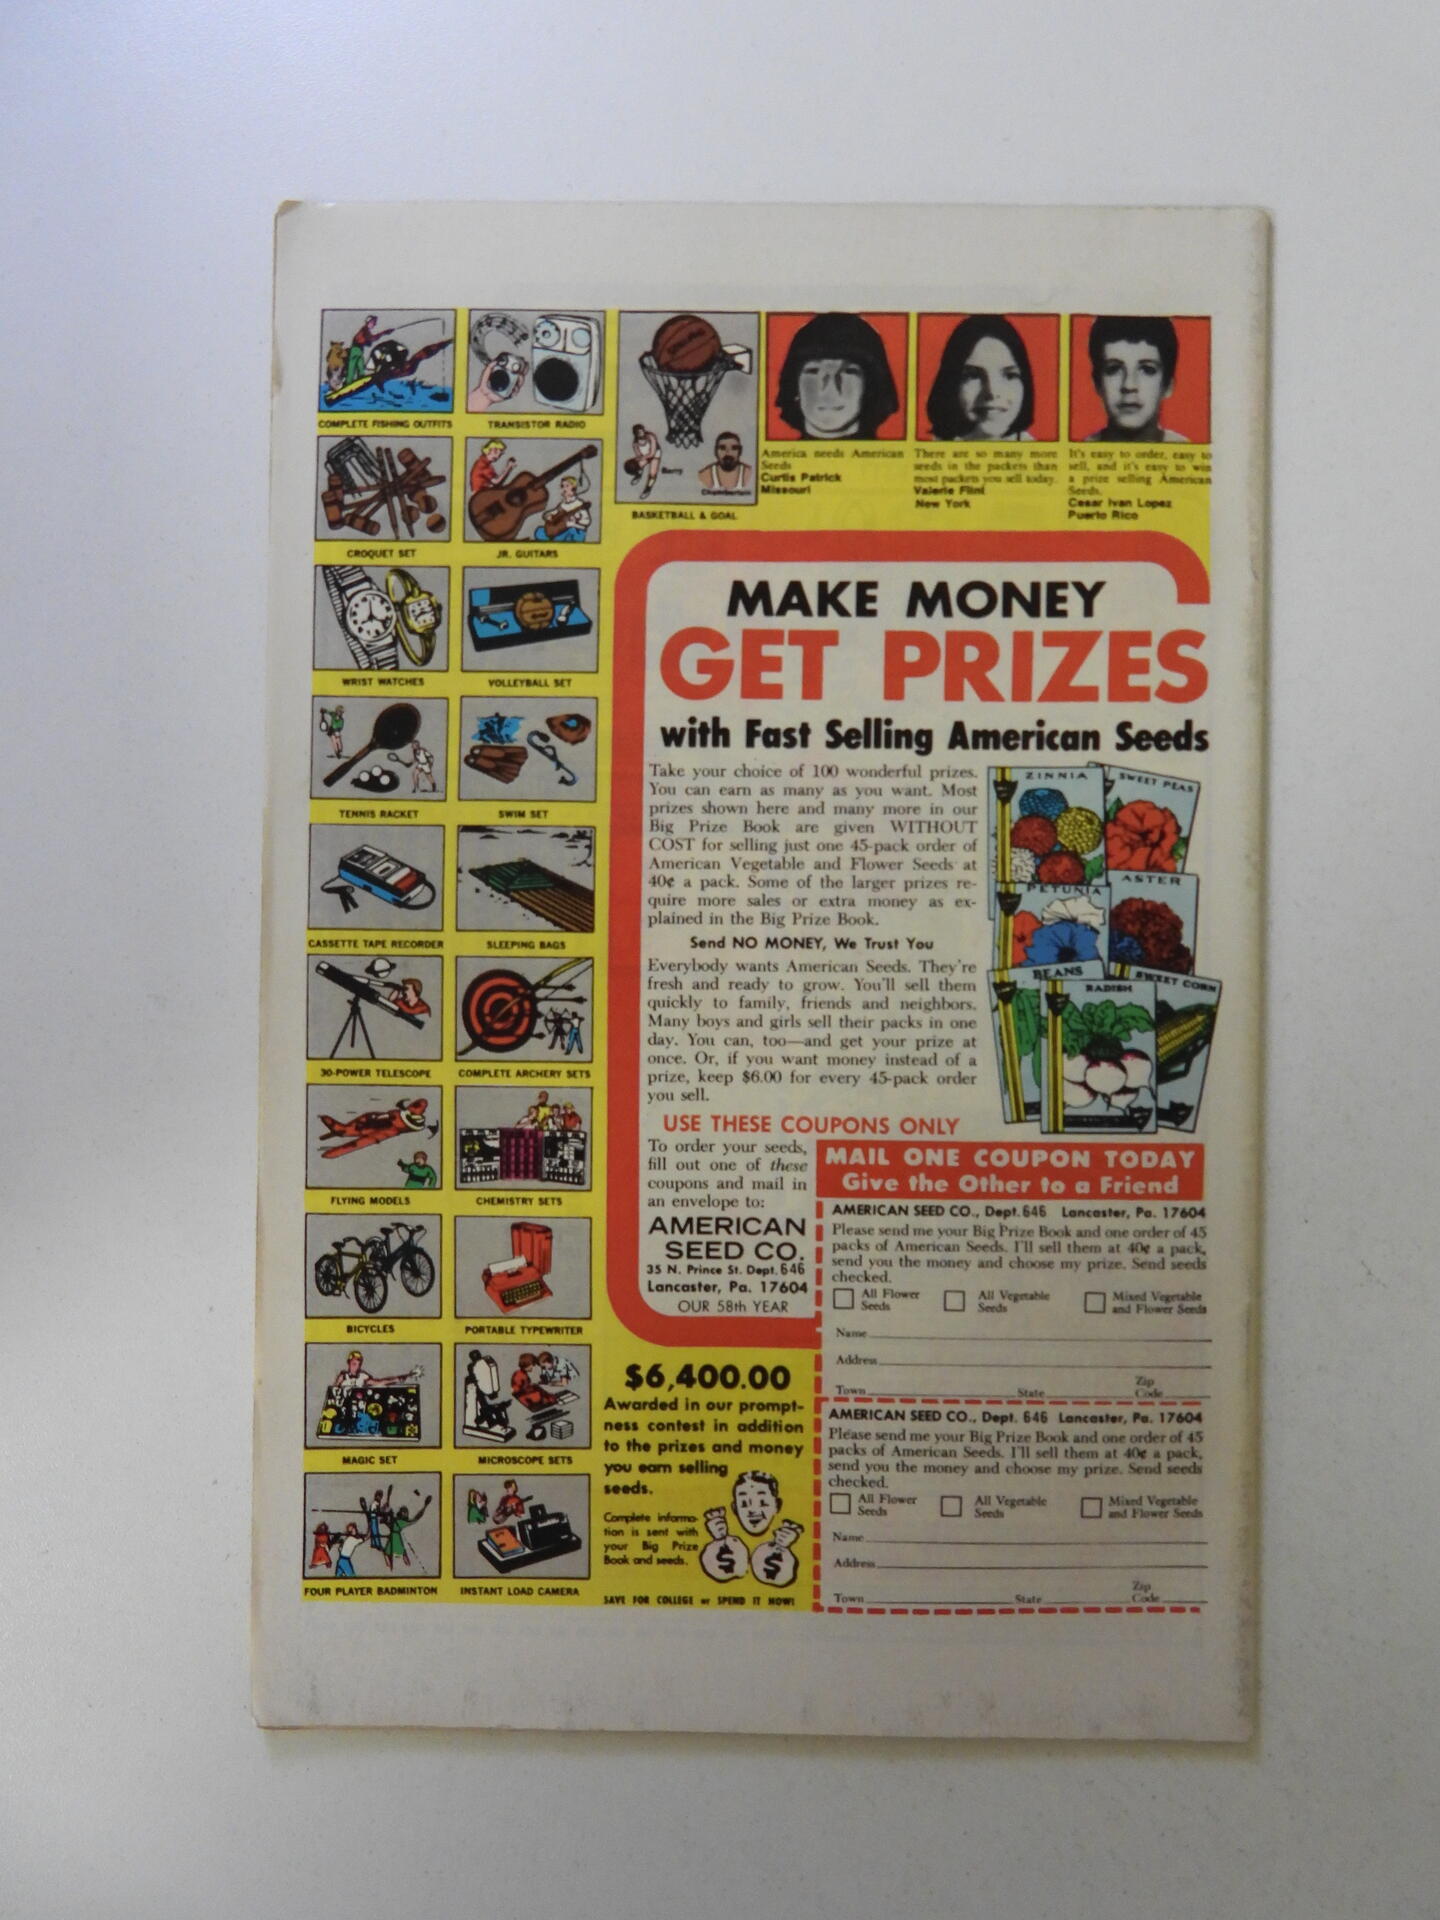 COMPLETE FISHING OUTFITS
TRANSISTOR RADIO
CROQUET SET
JR. GUITARS
WRIST WATCHES
VOLLEYBALL SET
TENNIS RACKET
SWIM SET
CASSETTE TAPE RECORDER
SLEEPING BAGS
30-POWER TELESCOPE
COMPLETE ARCHERY SETS
FLYING MODELS
CHEMISTRY SETS
BICYCLES
PORTABLE TYPEWRITER
MAGIC SET
MICROSCOPE SETS
FOUR PLAYER BADMINTON
INSTANT LOAD CAMERA
Barry
Chamberlain
BASKETBALL & GOAL
America needs American
Seeds
Curtis Patrick
Missouri
There are so many more
seeds in the packets than
most packets you sell today.
Valerie Flint
New York
It's easy to order, easy to
sell, and it's easy to win
a prize selling American
Seeds.
Cesar Ivan Lopez
Puerto Rico
MAKE MONEY
GET PRIZES
with Fast Selling American Seeds
Take your choice of 100 wonderful prizes.
You can earn as many as you want. Most
prizes shown here and many more in our
Big Prize Book are given WITHOUT
COST for selling just one 45-pack order of
American Vegetable and Flower Seeds at
40¢ a pack. Some of the larger prizes re-
quire more sales or extra money as ex-
plained in the Big Prize Book.
Send NO MONEY, We Trust You
Everybody wants American Seeds. They're
fresh and ready to grow. You'll sell them
quickly to family, friends and neighbors.
Many boys and girls sell their packs in one
day. You can, too—and get your prize at
once. Or, if you want money instead of a
prize, keep $6.00 for every 45-pack order
you sell.
ZINNIA
SWEET PEAS
PETUNIA
ASTER
BEANS
RADISH
SWEET CORN
USE THESE COUPONS ONLY
To order your seeds,
fill out one of these
coupons and mail in
an envelope to:
AMERICAN
SEED CO.
35 N. Prince St. Dept. 646
Lancaster, Pa. 17604
OUR 58th YEAR
MAIL ONE COUPON TODAY
Give the Other to a Friend
AMERICAN SEED CO., Dept. 646 Lancaster, Pa. 17604
Please send me your Big Prize Book and one order of 45
packs of American Seeds. I'll sell them at 40¢ a pack,
send you the money and choose my prize. Send seeds
checked.
All Flower
Seeds
All Vegetable
Seeds
Mixed Vegetable
and Flower Seeds
Name
Address
Town State Zip Code
AMERICAN SEED CO., Dept. 646 Lancaster, Pa. 17604
Please send me your Big Prize Book and one order of 45
packs of American Seeds. I'll sell them at 40¢ a pack,
send you the money and choose my prize. Send seeds
checked.
All Flower
Seeds
All Vegetable
Seeds
Mixed Vegetable
and Flower Seeds
Name
Address
Town State Zip Code
$6,400.00
Awarded in our prompt-
ness contest in addition
to the prizes and money
you earn selling
seeds.
Complete informa-
tion is sent with
your Big Prize
Book and seeds.
$ $
SAVE FOR COLLEGE or SPEND IT NOW!